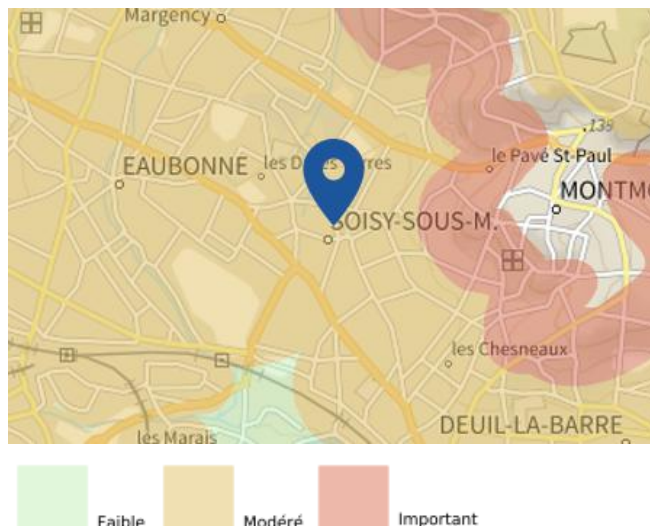 Margency
139
les D
rres
le Pavé St Paul
EAUBONNE
MONTM
SOISY-SOUS-M.
les Chesneaux
DEUIL-LA-BARRE
les Marais
Faible
Modéré
Important